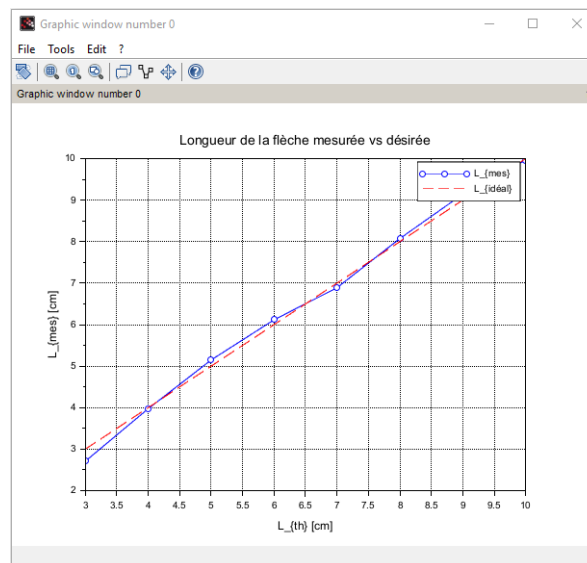 Graphic window number 0
File Tools Edit ?
Graphic window number 0
Longueur de la flèche mesurée vs désirée
L_{mes}
L_{idéal}
10
9
8
7
6
5
4
3
2
L_{mes} [cm]
3 3.5 4 4.5 5 5.5 6 6.5 7 7.5 8 8.5 9 9.5 10
L_{th} [cm]